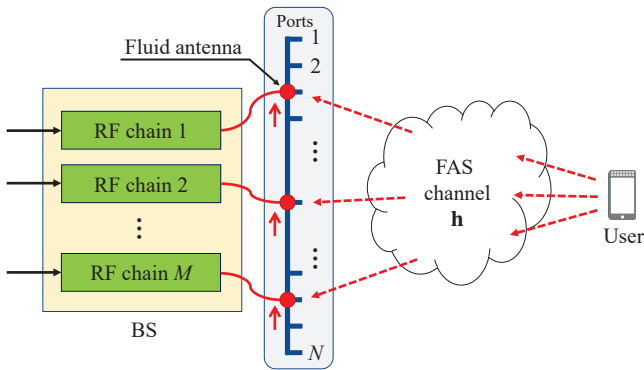 Ports
1
Fluid antenna
2
RF chain 1
⋮
FAS
channel
h
RF chain 2
⋮
User
⋮
RF chain M
BS
N